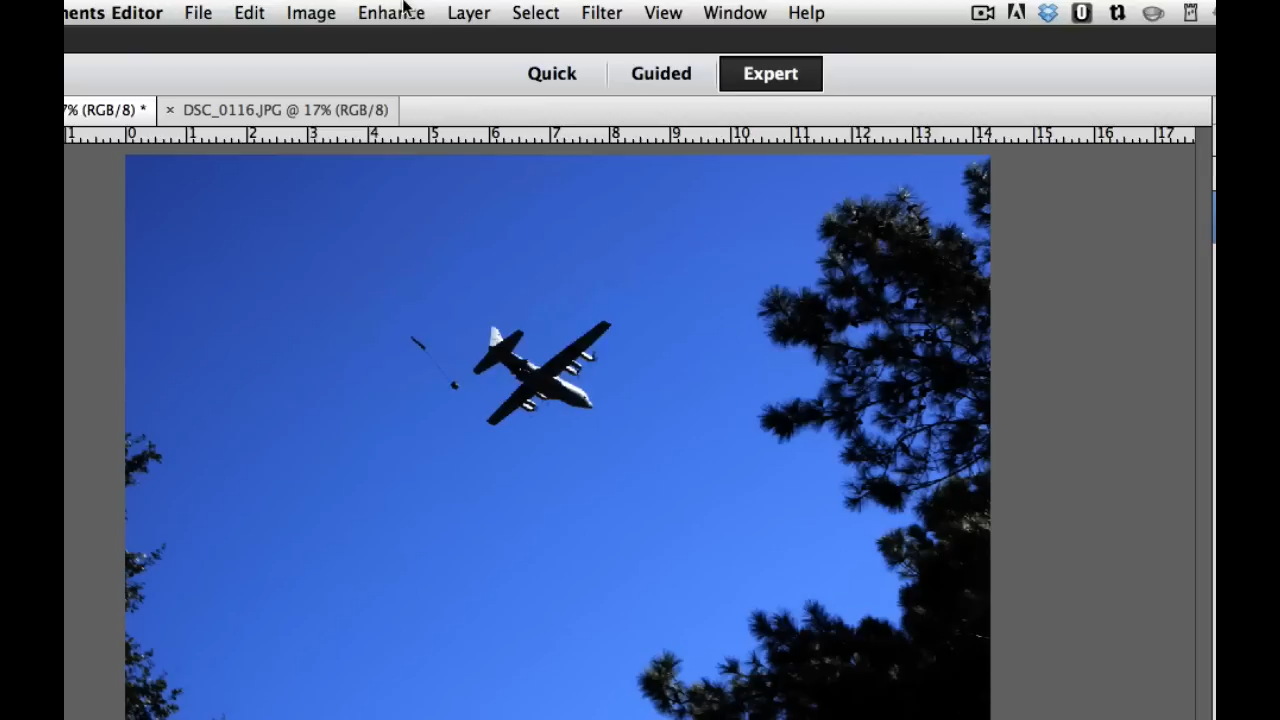 ments Editor File Edit Image Enhance Layer Select Filter View Window Help
Quick Guided Expert
7% (RGB/8) * × DSC_0116.JPG @ 17% (RGB/8)
1 0 1 2 3 4 5 6 7 8 9 10 11 12 13 14 15 16 17